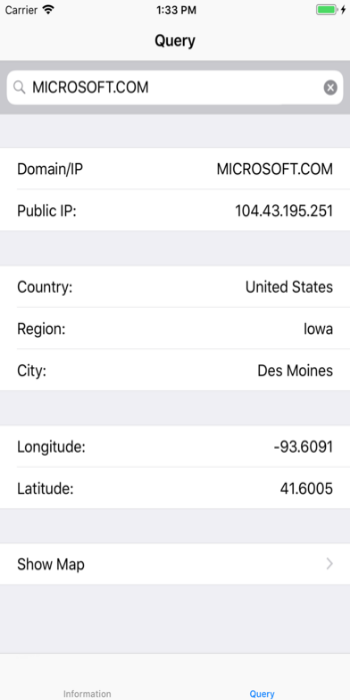 Carrier 1:33 PM
Query
MICROSOFT.COM
Domain/IP MICROSOFT.COM
Public IP: 104.43.195.251
Country: United States
Region: Iowa
City: Des Moines
Longitude: -93.6091
Latitude: 41.6005
Show Map
Information Query